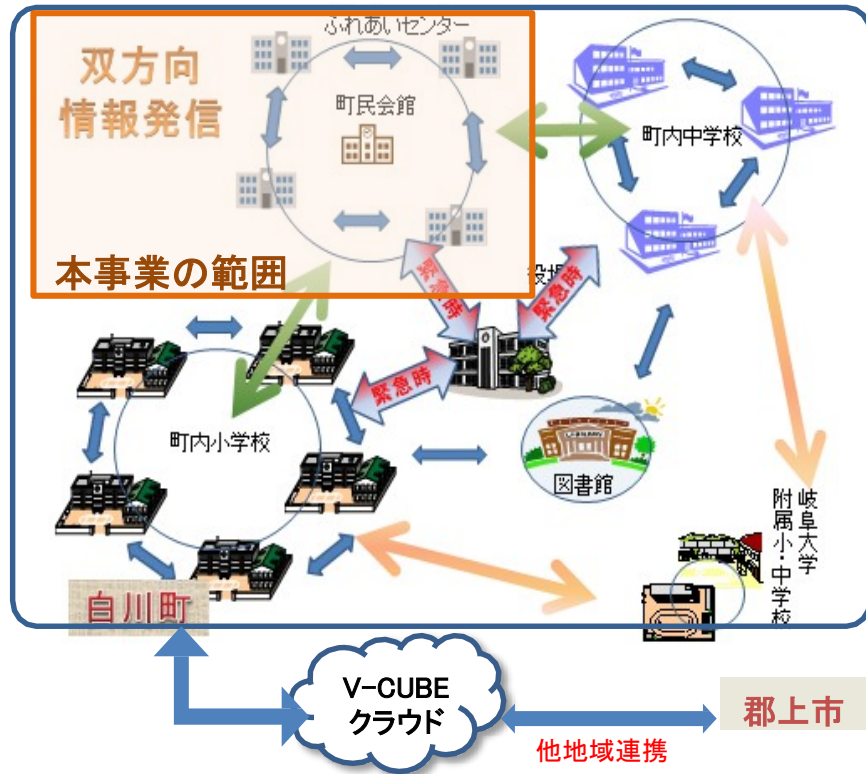 ふれあいセンター
双方向
情報発信
町民会館
町内中学校
本事業の範囲
緊急時
緊急時
緊急時
町内小学校
図書館
岐阜大学
附属小・中学校
白川町
V-CUBE
クラウド
郡上市
他地域連携